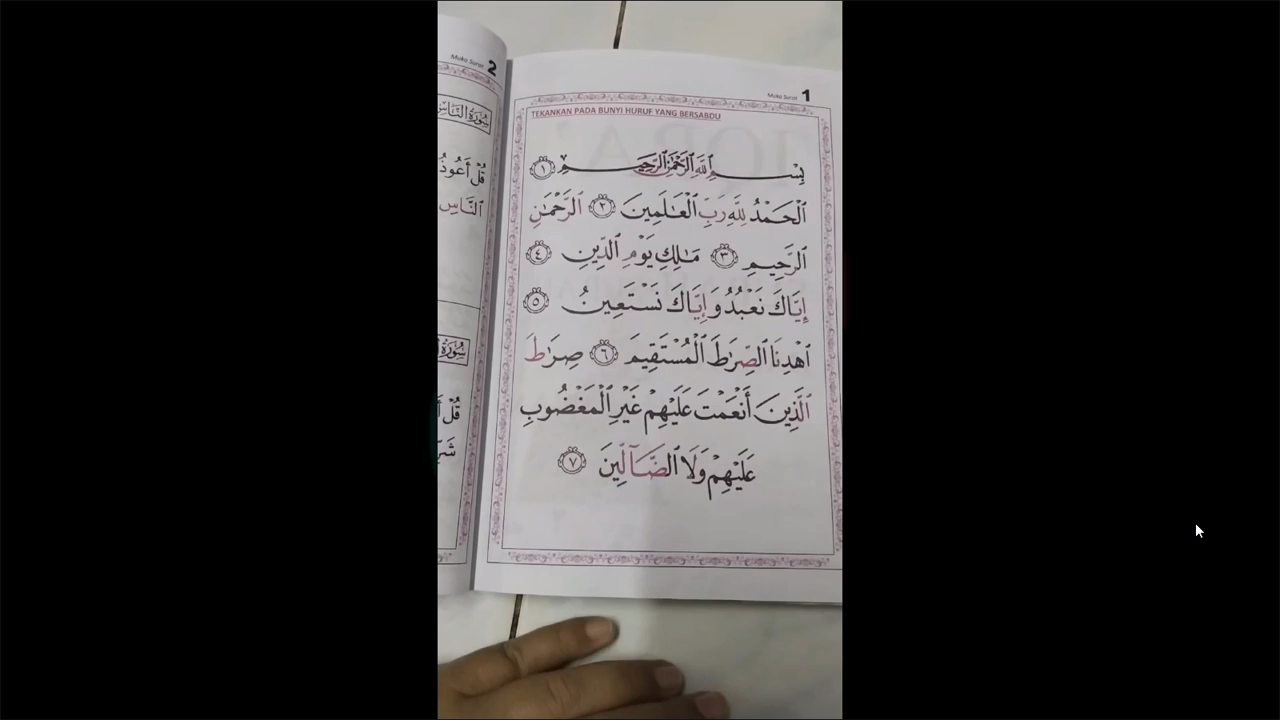 Muka Surat 1
TEKANKAN PADA BUNYI HURUF YANG BERSABDU
بِسْمِ ٱللَّهِ ٱلرَّحْمَٰنِ ٱلرَّحِيمِ ١
ٱلْحَمْدُ لِلَّهِ رَبِّ ٱلْعَٰلَمِينَ ٢ ٱلرَّحْمَٰنِ
ٱلرَّحِيمِ ٣ مَٰلِكِ يَوْمِ ٱلدِّينِ ٤
إِيَّاكَ نَعْبُدُ وَإِيَّاكَ نَسْتَعِينُ ٥
ٱهْدِنَا ٱلصِّرَٰطَ ٱلْمُسْتَقِيمَ ٦ صِرَٰطَ
ٱلَّذِينَ أَنْعَمْتَ عَلَيْهِمْ غَيْرِ ٱلْمَغْضُوبِ
عَلَيْهِمْ وَلَا ٱلضَّآلِّينَ ٧
Muka Surat 2
سُورَةُ النَّاسِ
قُلْ أَعُوذُ
ٱلنَّاسِ
سُورَةُ
قُلْ